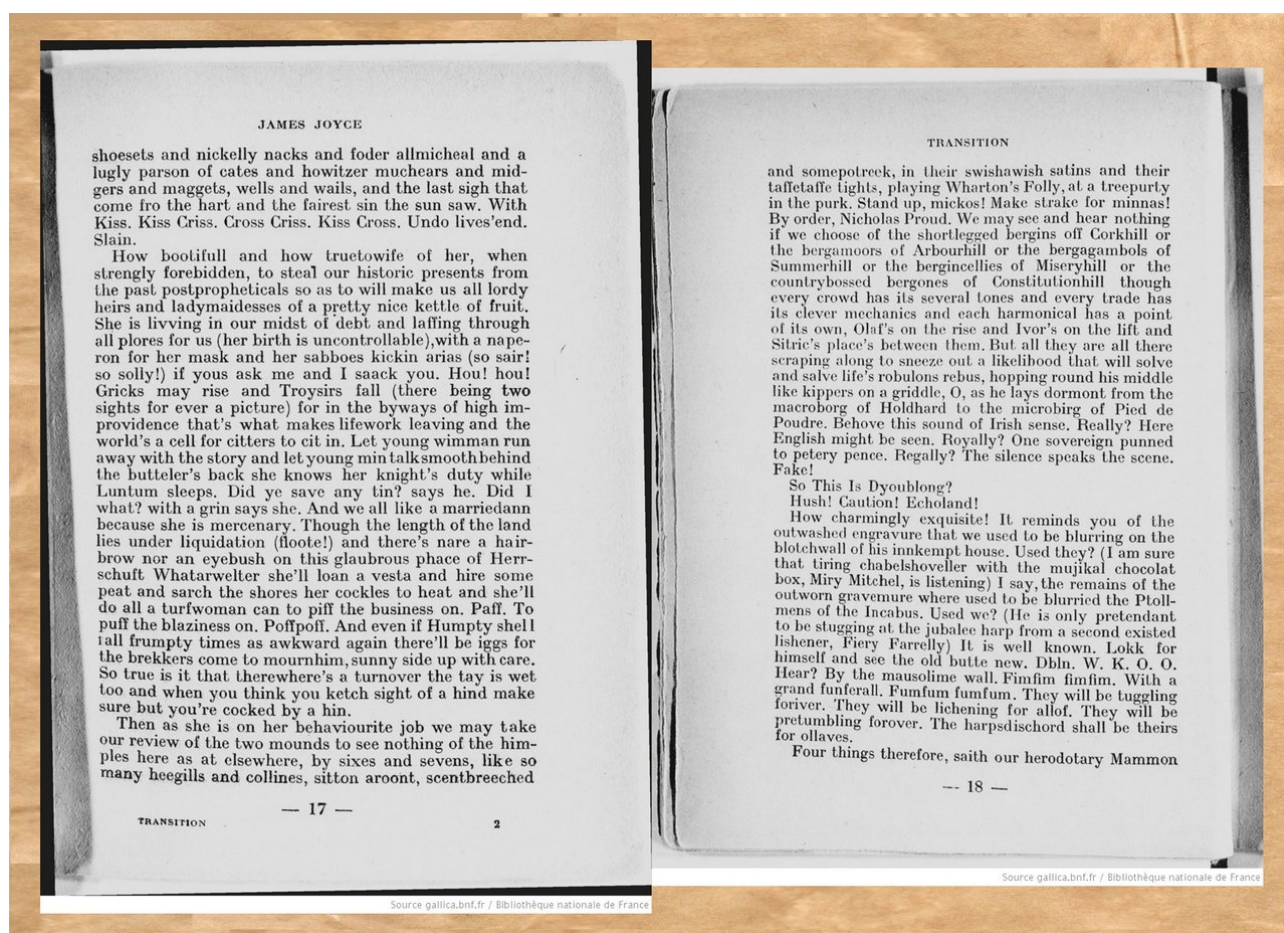 JAMES JOYCE
shoesets and nickelly nacks and foder allmicheal and a
lugly parson of cates and howitzer muchears and mid-
gers and maggets, wells and wails, and the last sigh that
come fro the hart and the fairest sin the sun saw. With
Kiss. Kiss Criss. Cross Criss. Kiss Cross. Undo lives'end.
Slain.
How bootifull and how truetowife of her, when
strengly forebidden, to steal our historic presents from
the past postpropheticals so as to will make us all lordy
heirs and ladymaidesses of a pretty nice kettle of fruit.
She is livving in our midst of debt and laffing through
all plores for us (her birth is uncontrollable),with a nape-
ron for her mask and her sabboes kickin arias (so sair!
so solly!) if yous ask me and I saack you. Hou! hou!
Gricks may rise and Troysirs fall (there being two
sights for ever a picture) for in the byways of high im-
providence that's what makes lifework leaving and the
world's a cell for citters to cit in. Let young wimman run
away with the story and let young min talk smooth behind
the butteler's back she knows her knight's duty while
Luntum sleeps. Did ye save any tin? says he. Did I
what? with a grin says she. And we all like a marriedann
because she is mercenary. Though the length of the land
lies under liquidation (floote!) and there's nare a hair-
brow nor an eyebush on this glaubrous phace of Herr-
schuft Whatarwelter she'll loan a vesta and hire some
peat and sarch the shores her cockles to heat and she'll
do all a turfwoman can to piff the business on. Paff. To
puff the blaziness on. Poffpoff. And even if Humpty shell
fall frumpty times as awkward again there'll be iggs for
the brekkers come to mournhim, sunny side up with care.
So true is it that therewhere's a turnover the tay is wet
too and when you think you ketch sight of a hind make
sure but you're cocked by a hin.
Then as she is on her behaviourite job we may take
our review of the two mounds to see nothing of the him-
ples here as at elsewhere, by sixes and sevens, like so
many heegills and collines, sitton aroont, scentbreeched
— 17 —
TRANSITION 2
Source gallica.bnf.fr / Bibliothèque nationale de France
TRANSITION
and somepotreek, in their swishawish satins and their
taffetaffe tights, playing Wharton's Folly, at a treepurty
in the purk. Stand up, mickos! Make strake for minnas!
By order, Nicholas Proud. We may see and hear nothing
if we choose of the shortlegged bergins off Corkhill or
the bergamoors of Arbourhill or the bergagambols of
Summerhill or the bergincellies of Miseryhill or the
countrybossed bergones of Constitutionhill though
every crowd has its several tones and every trade has
its clever mechanics and each harmonical has a point
of its own, Olaf's on the rise and Ivor's on the lift and
Sitric's place's between them. But all they are all there
scraping along to sneeze out a likelihood that will solve
and salve life's robulons rebus, hopping round his middle
like kippers on a griddle, O, as he lays dormont from the
macroborg of Holdhard to the microbirg of Pied de
Poudre. Behove this sound of Irish sense. Really? Here
English might be seen. Royally? One sovereign punned
to petery pence. Regally? The silence speaks the scene.
Fake!
So This Is Dyoublong?
Hush! Caution! Echoland!
How charmingly exquisite! It reminds you of the
outwashed engravure that we used to be blurring on the
blotchwall of his innkempt house. Used they? (I am sure
that tiring chabelshoveller with the mujikal chocolat
box, Miry Mitchel, is listening) I say, the remains of the
outworn gravemure where used to be blurried the Ptoll-
mens of the Incabus. Used we? (He is only pretendant
to be stugging at the jubalee harp from a second existed
lishener, Fiery Farrelly) It is well known. Lokk for
himself and see the old butte new. Dbln. W. K. O. O.
Hear? By the mausolime wall. Fimfim fimfim. With a
grand funferall. Fumfum fumfum. They will be tuggling
foriver. They will be lichening for allof. They will be
pretumbling forover. The harpsdischord shall be theirs
for ollaves.
Four things therefore, saith our herodotary Mammon
— 18 —
Source gallica.bnf.fr / Bibliothèque nationale de France